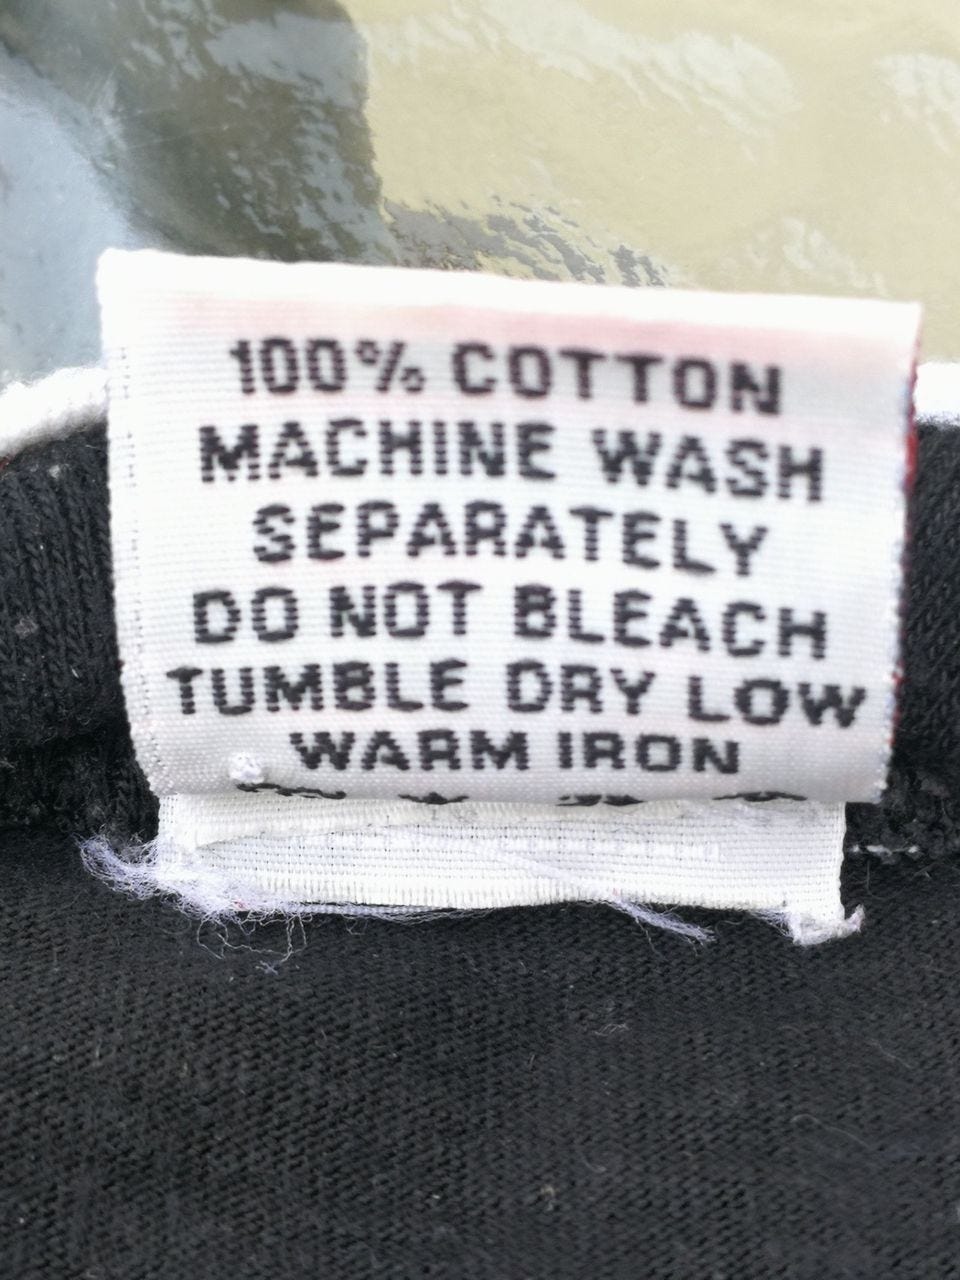 100% COTTON
MACHINE WASH
SEPARATELY
DO NOT BLEACH
TUMBLE DRY LOW
WARM IRON